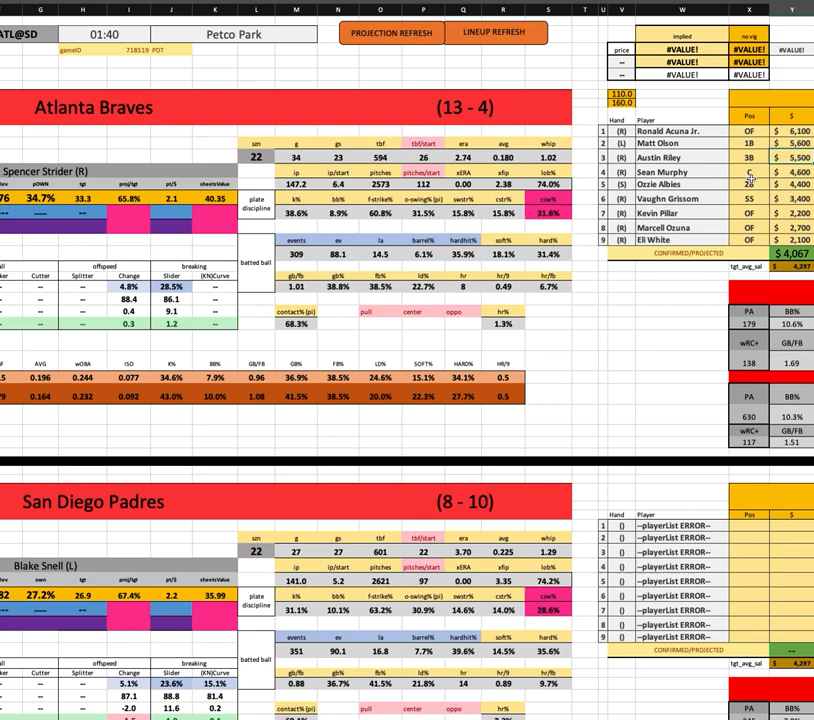 G H I J K L M N O P Q R S T U V W X Y
ATL@SD 01:40 Petco Park PROJECTION REFRESH LINEUP REFRESH implied no vig
gameID 718519 PDT price #VALUE! #VALUE! #VALUE!
-- #VALUE! #VALUE!
-- #VALUE! #VALUE!
110.0
160.0
Atlanta Braves (13 - 4)
Hand Player Pos $
1 (R) Ronald Acuna Jr. OF $ 6,100
2 (L) Matt Olson 1B $ 5,600
3 (R) Austin Riley 3B $ 5,500
4 (R) Sean Murphy C $ 4,600
5 (S) Ozzie Albies 2B $ 4,400
6 (R) Vaughn Grissom SS $ 3,400
7 (R) Kevin Pillar OF $ 2,200
8 (R) Marcell Ozuna OF $ 2,700
9 (R) Eli White OF $ 2,100
CONFIRMED/PROJECTED $ 4,067
tgt_avg_sal $ 4,297
szn g gs tbf tbf/start era avg whip
22 34 23 594 26 2.74 0.180 1.02
Spencer Strider (R)
ip ip/start pitches pitches/start xERA xfip
147.2 6.4 2573 112 0.00 2.38 74.0%
Dev pOWN tgt proj/tgt pt/$ sheetsValue
76 34.7% 33.3 65.8% 2.1 40.35
plate discipline
k% bb% f-strike% o-swing% (pi) swstr% cstr% csw%
38.6% 8.9% 60.8% 31.5% 15.8% 15.8% 31.6%
--- ---- --
batted ball
events ev la barrel% hardhit% soft% hard%
309 88.1 14.5 6.1% 35.9% 18.1% 31.4%
gb/fb gb% fb% ld% hr hr/9 hr/fb
1.01 38.8% 38.5% 22.7% 8 0.49 6.7%
contact% (pi) pull center oppo hr%
68.3% 1.3%
offspeed breaking
Cutter Splitter Change Slider (KN)Curve
-- -- -- 4.8% 28.5% --
-- -- -- 88.4 86.1 --
-- -- -- 0.4 9.1 --
-- -- -- 0.3 1.2 --
AVG wOBA ISO K% BB% GB/FB GB% FB% LD% SOFT% HARD% HR/9
0.196 0.244 0.077 34.6% 7.9% 0.96 36.9% 38.5% 24.6% 15.1% 34.1% 0.5
0.164 0.232 0.092 43.0% 10.0% 1.08 41.5% 38.5% 20.0% 22.3% 27.7% 0.5
PA BB%
179 10.6%
wRC+ GB/FB
138 1.69
PA BB%
630 10.3%
wRC+ GB/FB
117 1.51
San Diego Padres (8 - 10)
Hand Player Pos $
1 () --playerList ERROR--
2 () --playerList ERROR--
3 () --playerList ERROR--
4 () --playerList ERROR--
5 () --playerList ERROR--
6 () --playerList ERROR--
7 () --playerList ERROR--
8 () --playerList ERROR--
9 () --playerList ERROR--
CONFIRMED/PROJECTED --
tgt_avg_sal $ 4,297
szn g gs tbf tbf/start era avg whip
22 27 27 601 22 3.70 0.225 1.29
Blake Snell (L)
ip ip/start pitches pitches/start xERA xfip
141.0 5.2 2621 97 0.00 3.35 74.2%
Dev own tgt proj/tgt pt/$ sheetsValue
82 27.2% 26.9 67.4% 2.2 35.99
plate discipline
k% bb% f-strike% o-swing% (pi) swstr% cstr% csw%
31.1% 10.1% 63.2% 30.9% 14.6% 14.0% 28.6%
--- ---- --
batted ball
events ev la barrel% hardhit% soft% hard%
351 90.1 16.8 7.7% 39.6% 14.5% 35.6%
gb/fb gb% fb% ld% hr hr/9 hr/fb
0.88 36.7% 41.5% 21.8% 14 0.89 9.7%
contact% (pi) pull center oppo hr%
offspeed breaking
Cutter Splitter Change Slider (KN)Curve
-- -- -- 5.1% 23.6% 15.1%
-- -- -- 87.1 88.8 81.4
-- -- -- -2.0 11.6 0.2
PA BB%